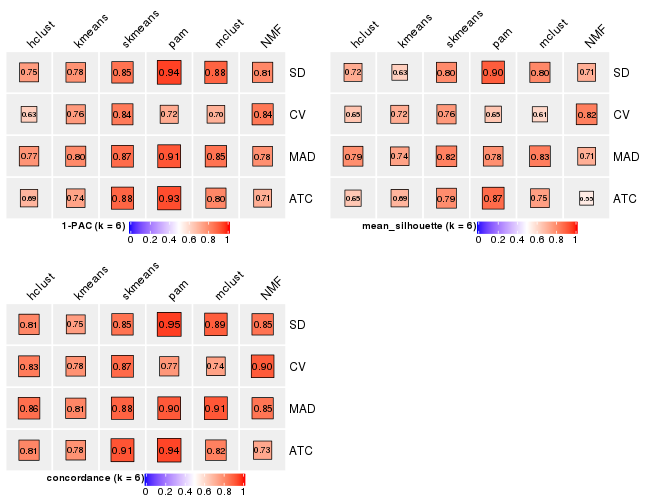 hclust kmeans skmeans pam mclust NMF
0.75 0.78 0.85 0.94 0.88 0.81 SD
0.63 0.76 0.84 0.72 0.70 0.84 CV
0.77 0.80 0.87 0.91 0.85 0.78 MAD
0.69 0.74 0.88 0.93 0.80 0.71 ATC
1-PAC (k = 6)
0 0.2 0.4 0.5 0.6 0.8 1
hclust kmeans skmeans pam mclust NMF
0.72 0.63 0.80 0.90 0.80 0.71 SD
0.65 0.72 0.76 0.65 0.61 0.82 CV
0.79 0.74 0.82 0.78 0.83 0.71 MAD
0.65 0.69 0.79 0.87 0.75 0.55 ATC
mean_silhouette (k = 6)
0 0.2 0.4 0.5 0.6 0.8 1
hclust kmeans skmeans pam mclust NMF
0.81 0.75 0.85 0.95 0.89 0.85 SD
0.83 0.78 0.87 0.77 0.74 0.90 CV
0.86 0.81 0.88 0.90 0.91 0.85 MAD
0.81 0.78 0.91 0.94 0.82 0.73 ATC
concordance (k = 6)
0 0.2 0.4 0.5 0.6 0.8 1